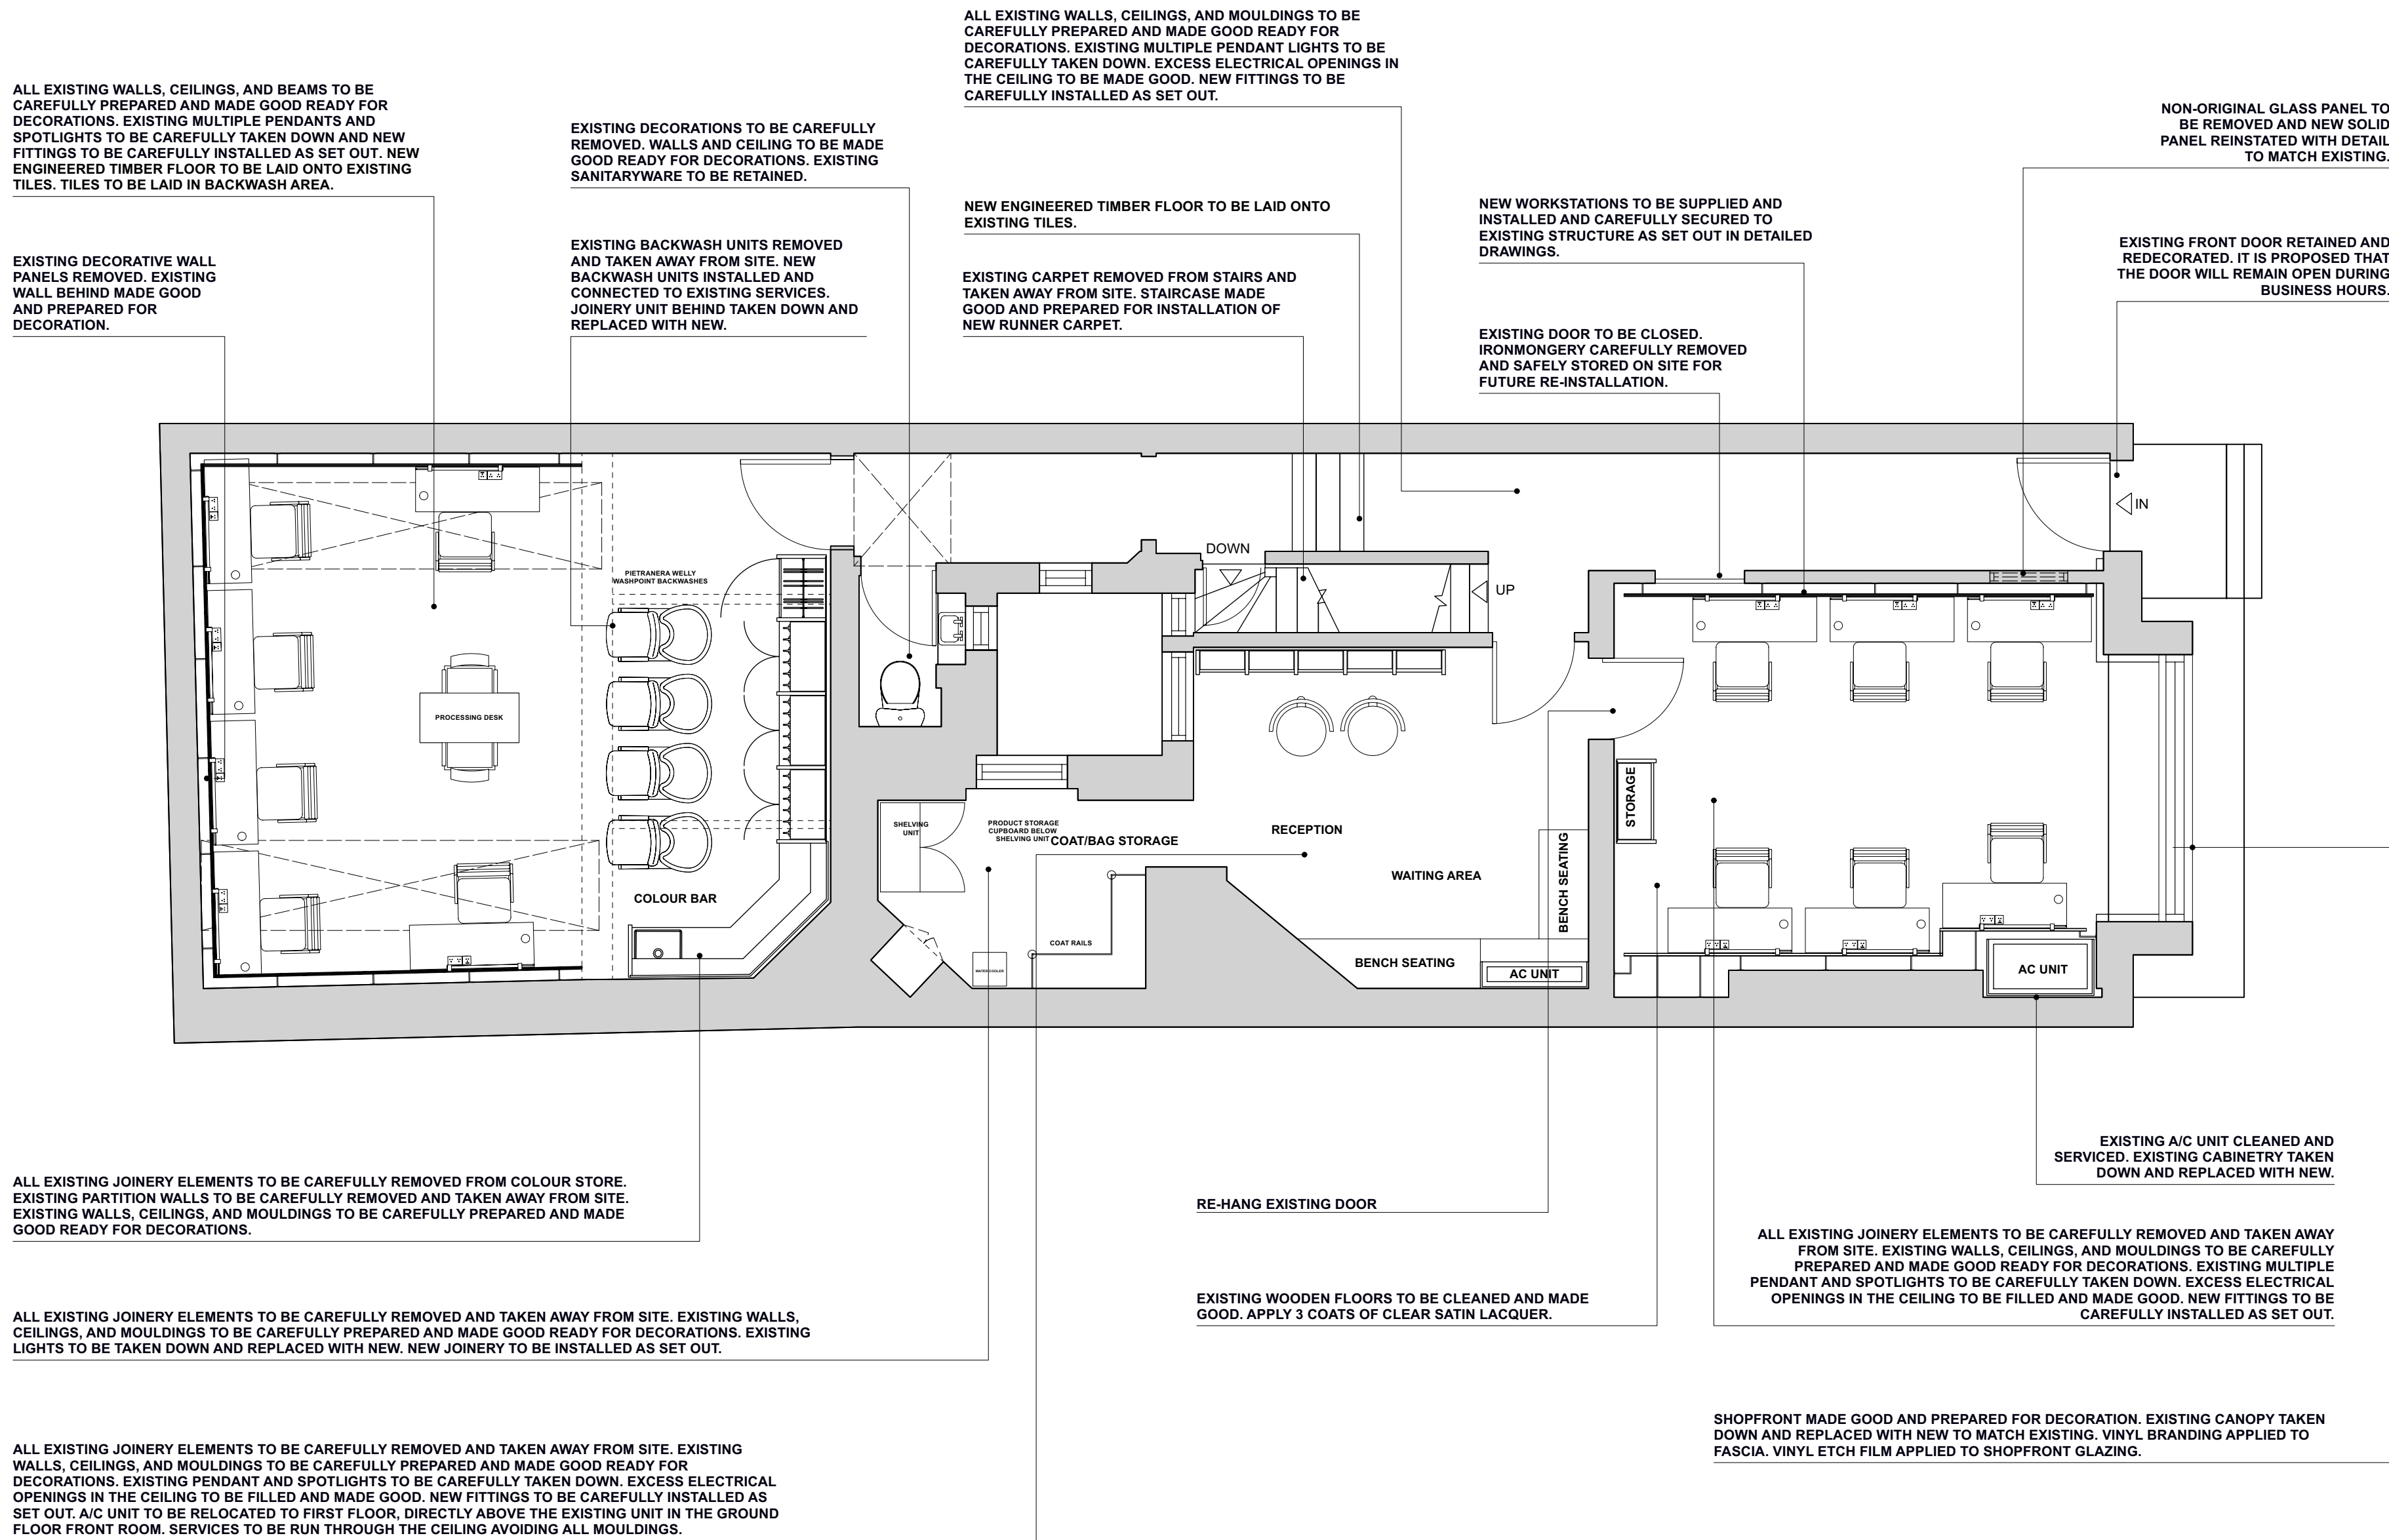 ALL EXISTING WALLS, CEILINGS, AND MOULDINGS TO BE
CAREFULLY PREPARED AND MADE GOOD READY FOR
DECORATIONS. EXISTING MULTIPLE PENDANT LIGHTS TO BE
CAREFULLY TAKEN DOWN. EXCESS ELECTRICAL OPENINGS IN
THE CEILING TO BE MADE GOOD. NEW FITTINGS TO BE
CAREFULLY INSTALLED AS SET OUT.
ALL EXISTING WALLS, CEILINGS, AND BEAMS TO BE
CAREFULLY PREPARED AND MADE GOOD READY FOR
DECORATIONS. EXISTING MULTIPLE PENDANTS AND
SPOTLIGHTS TO BE CAREFULLY TAKEN DOWN AND NEW
FITTINGS TO BE CAREFULLY INSTALLED AS SET OUT. NEW
ENGINEERED TIMBER FLOOR TO BE LAID ONTO EXISTING
TILES. TILES TO BE LAID IN BACKWASH AREA.
EXISTING DECORATIONS TO BE CAREFULLY
REMOVED. WALLS AND CEILING TO BE MADE
GOOD READY FOR DECORATIONS. EXISTING
SANITARYWARE TO BE RETAINED.
NON-ORIGINAL GLASS PANEL TO
BE REMOVED AND NEW SOLID
PANEL REINSTATED WITH DETAIL
TO MATCH EXISTING.
NEW ENGINEERED TIMBER FLOOR TO BE LAID ONTO
EXISTING TILES.
NEW WORKSTATIONS TO BE SUPPLIED AND
INSTALLED AND CAREFULLY SECURED TO
EXISTING STRUCTURE AS SET OUT IN DETAILED
DRAWINGS.
EXISTING DECORATIVE WALL
PANELS REMOVED. EXISTING
WALL BEHIND MADE GOOD
AND PREPARED FOR
DECORATION.
EXISTING BACKWASH UNITS REMOVED
AND TAKEN AWAY FROM SITE. NEW
BACKWASH UNITS INSTALLED AND
CONNECTED TO EXISTING SERVICES.
JOINERY UNIT BEHIND TAKEN DOWN AND
REPLACED WITH NEW.
EXISTING CARPET REMOVED FROM STAIRS AND
TAKEN AWAY FROM SITE. STAIRCASE MADE
GOOD AND PREPARED FOR INSTALLATION OF
NEW RUNNER CARPET.
EXISTING FRONT DOOR RETAINED AND
REDECORATED. IT IS PROPOSED THAT
THE DOOR WILL REMAIN OPEN DURING
BUSINESS HOURS.
EXISTING DOOR TO BE CLOSED.
IRONMONGERY CAREFULLY REMOVED
AND SAFELY STORED ON SITE FOR
FUTURE RE-INSTALLATION.
IN
DOWN
UP
PIETRANERA WELLY
WASHPOINT BACKWASHES
PROCESSING DESK
STORAGE
SHELVING
UNIT
PRODUCT STORAGE
CUPBOARD BELOW
SHELVING UNIT
COAT/BAG STORAGE
RECEPTION
WAITING AREA
BENCH SEATING
COLOUR BAR
COAT RAILS
WATER COOLER
BENCH SEATING
AC UNIT
AC UNIT
EXISTING A/C UNIT CLEANED AND
SERVICED. EXISTING CABINETRY TAKEN
DOWN AND REPLACED WITH NEW.
ALL EXISTING JOINERY ELEMENTS TO BE CAREFULLY REMOVED FROM COLOUR STORE.
EXISTING PARTITION WALLS TO BE CAREFULLY REMOVED AND TAKEN AWAY FROM SITE.
EXISTING WALLS, CEILINGS, AND MOULDINGS TO BE CAREFULLY PREPARED AND MADE
GOOD READY FOR DECORATIONS.
RE-HANG EXISTING DOOR
ALL EXISTING JOINERY ELEMENTS TO BE CAREFULLY REMOVED AND TAKEN AWAY
FROM SITE. EXISTING WALLS, CEILINGS, AND MOULDINGS TO BE CAREFULLY
PREPARED AND MADE GOOD READY FOR DECORATIONS. EXISTING MULTIPLE
PENDANT AND SPOTLIGHTS TO BE CAREFULLY TAKEN DOWN. EXCESS ELECTRICAL
OPENINGS IN THE CEILING TO BE FILLED AND MADE GOOD. NEW FITTINGS TO BE
CAREFULLY INSTALLED AS SET OUT.
EXISTING WOODEN FLOORS TO BE CLEANED AND MADE
GOOD. APPLY 3 COATS OF CLEAR SATIN LACQUER.
ALL EXISTING JOINERY ELEMENTS TO BE CAREFULLY REMOVED AND TAKEN AWAY FROM SITE. EXISTING WALLS,
CEILINGS, AND MOULDINGS TO BE CAREFULLY PREPARED AND MADE GOOD READY FOR DECORATIONS. EXISTING
LIGHTS TO BE TAKEN DOWN AND REPLACED WITH NEW. NEW JOINERY TO BE INSTALLED AS SET OUT.
SHOPFRONT MADE GOOD AND PREPARED FOR DECORATION. EXISTING CANOPY TAKEN
DOWN AND REPLACED WITH NEW TO MATCH EXISTING. VINYL BRANDING APPLIED TO
FASCIA. VINYL ETCH FILM APPLIED TO SHOPFRONT GLAZING.
ALL EXISTING JOINERY ELEMENTS TO BE CAREFULLY REMOVED AND TAKEN AWAY FROM SITE. EXISTING
WALLS, CEILINGS, AND MOULDINGS TO BE CAREFULLY PREPARED AND MADE GOOD READY FOR
DECORATIONS. EXISTING PENDANT AND SPOTLIGHTS TO BE CAREFULLY TAKEN DOWN. EXCESS ELECTRICAL
OPENINGS IN THE CEILING TO BE FILLED AND MADE GOOD. NEW FITTINGS TO BE CAREFULLY INSTALLED AS
SET OUT. A/C UNIT TO BE RELOCATED TO FIRST FLOOR, DIRECTLY ABOVE THE EXISTING UNIT IN THE GROUND
FLOOR FRONT ROOM. SERVICES TO BE RUN THROUGH THE CEILING AVOIDING ALL MOULDINGS.